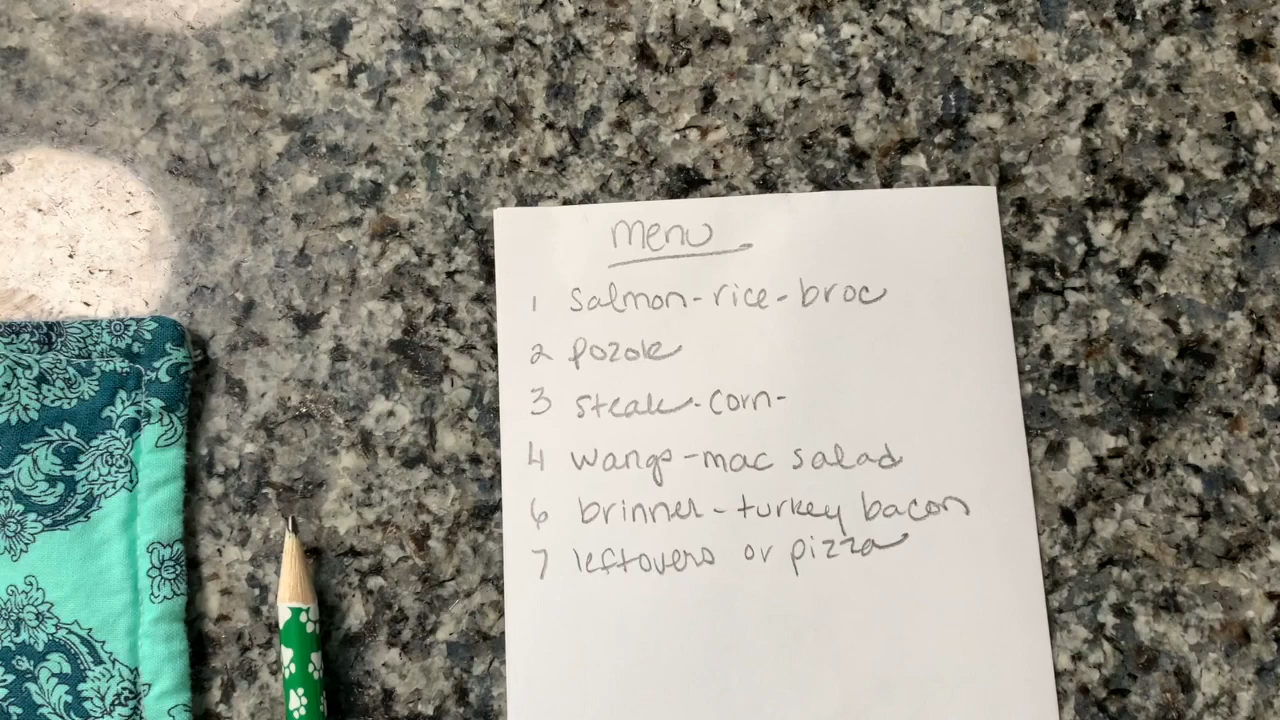 menu
1 salmon-rice-broc
2 pozole
3 steak-corn-
4 wangs-mac salad
6 brinner-turkey bacon
7 leftovers or pizza